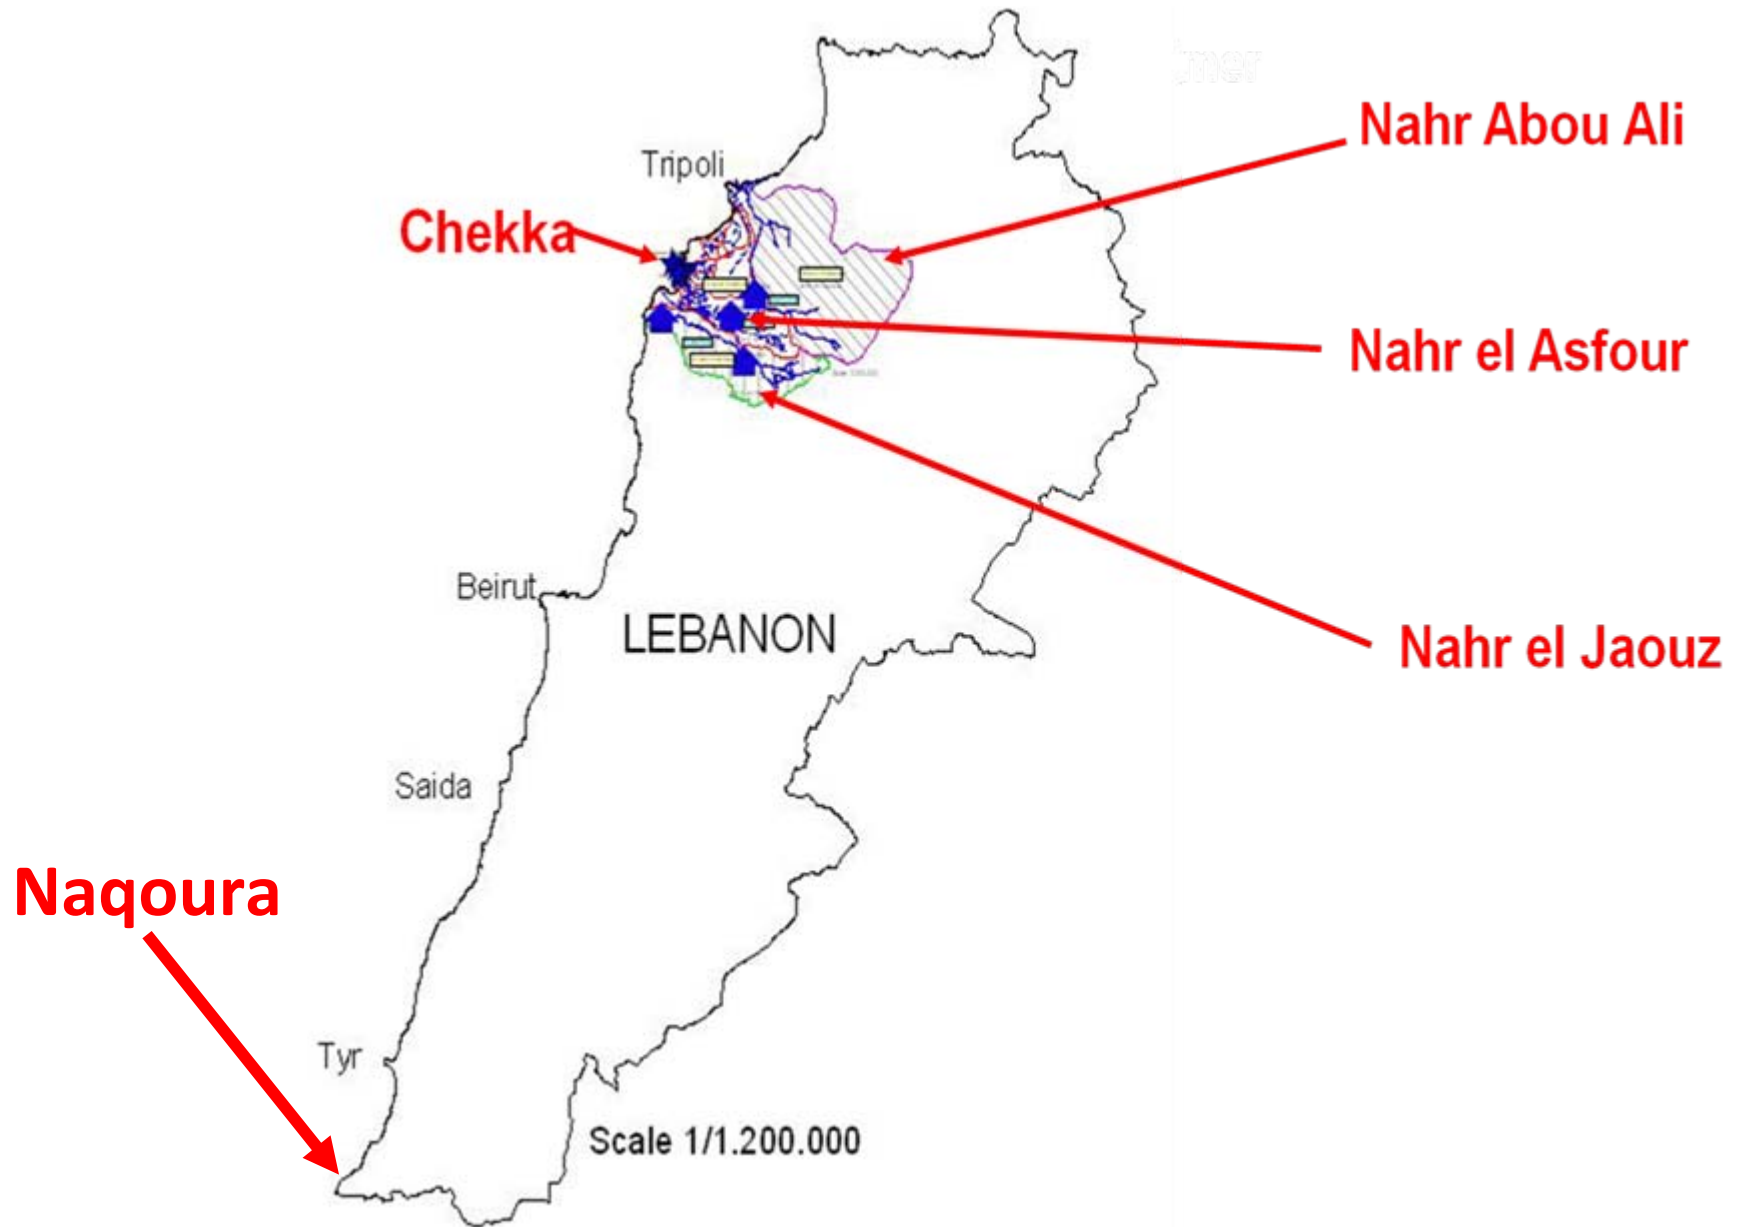 Nahr Abou Ali
Tripoli
Chekka
Nahr el Asfour
Beirut
LEBANON
Nahr el Jaouz
Saida
Naqoura
Tyr
Scale 1/1.200.000